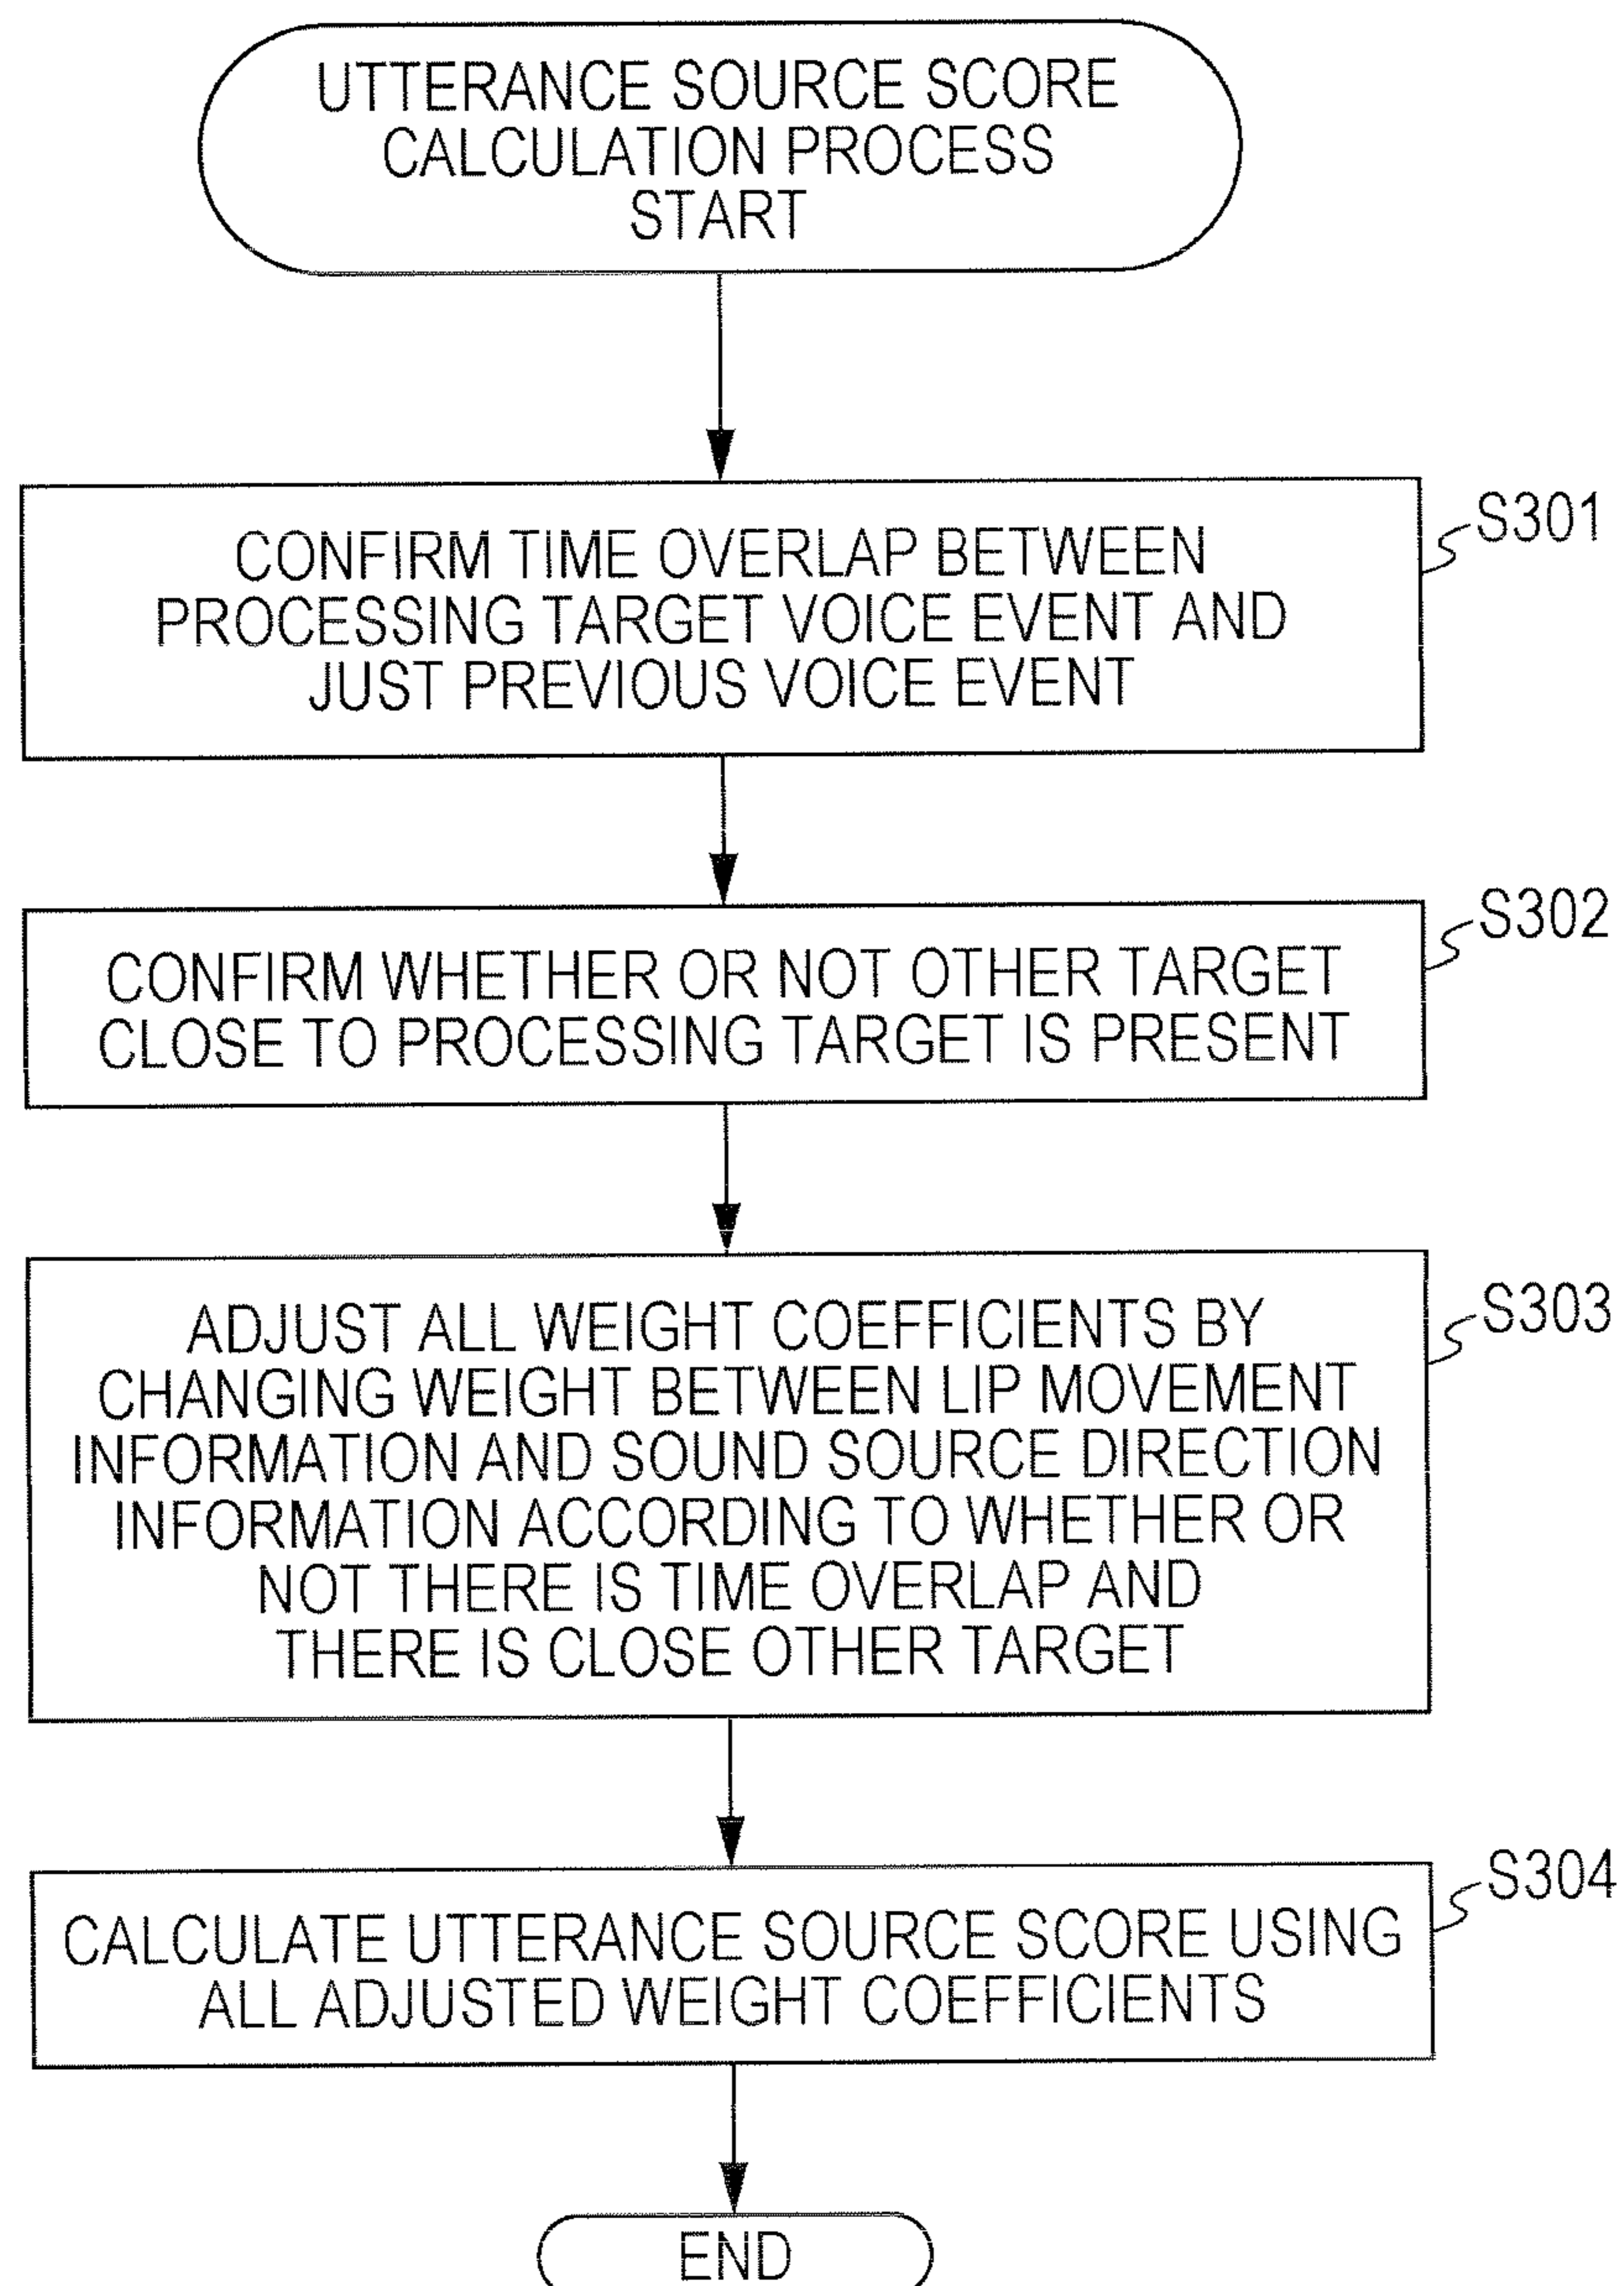 UTTERANCE SOURCE SCORE
CALCULATION PROCESS
START
S301
CONFIRM TIME OVERLAP BETWEEN
PROCESSING TARGET VOICE EVENT AND
JUST PREVIOUS VOICE EVENT
S302
CONFIRM WHETHER OR NOT OTHER TARGET
CLOSE TO PROCESSING TARGET IS PRESENT
S303
ADJUST ALL WEIGHT COEFFICIENTS BY
CHANGING WEIGHT BETWEEN LIP MOVEMENT
INFORMATION AND SOUND SOURCE DIRECTION
INFORMATION ACCORDING TO WHETHER OR
NOT THERE IS TIME OVERLAP AND
THERE IS CLOSE OTHER TARGET
S304
CALCULATE UTTERANCE SOURCE SCORE USING
ALL ADJUSTED WEIGHT COEFFICIENTS
END